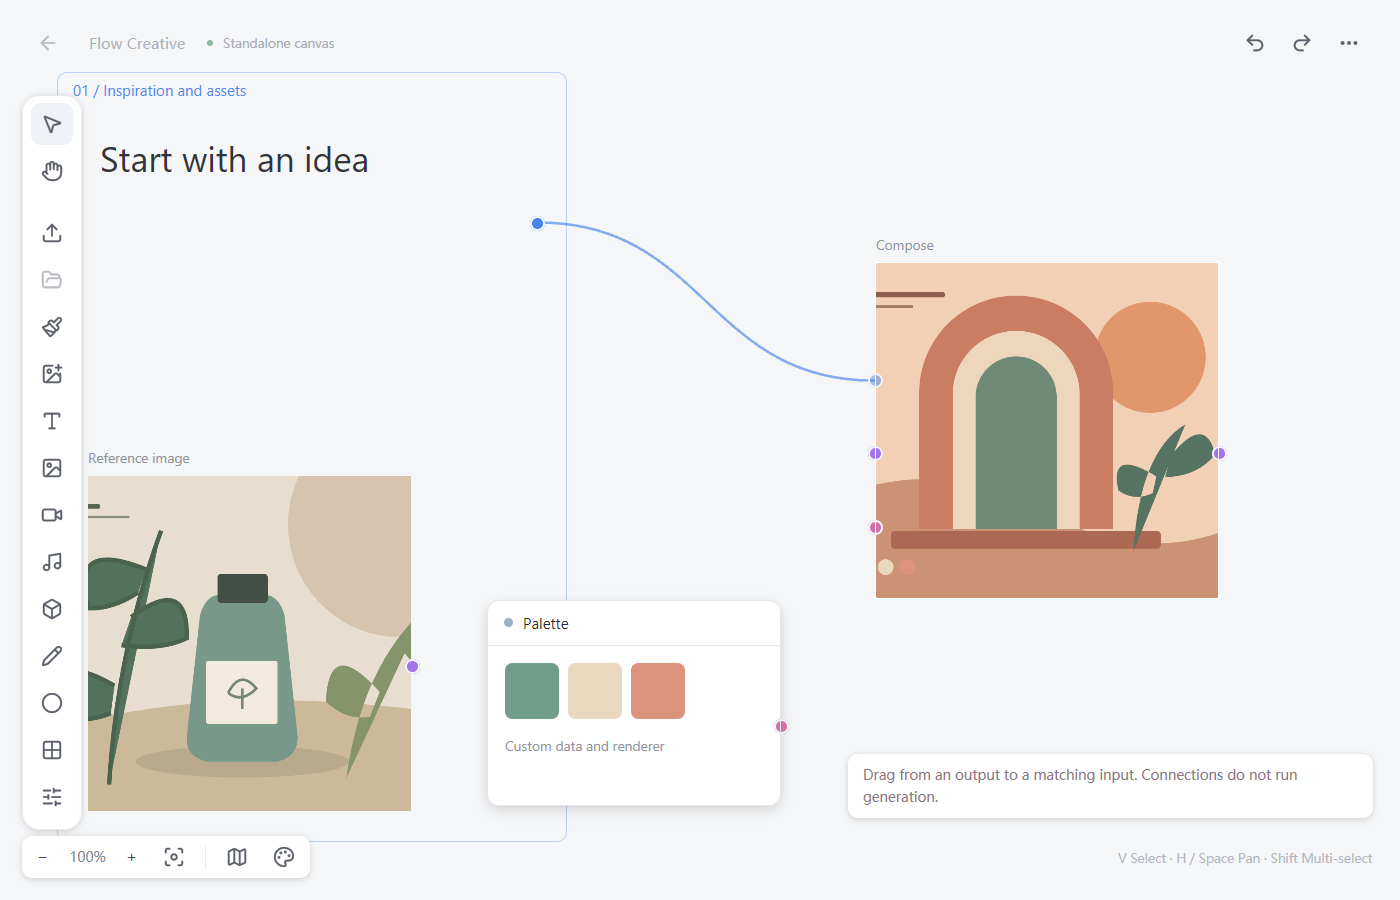 Flow Creative
Standalone canvas
01 / Inspiration and assets
Start with an idea
Compose
Reference image
Palette
Custom data and renderer
Drag from an output to a matching input. Connections do not run
generation.
− 100% +
V Select · H / Space Pan · Shift Multi-select